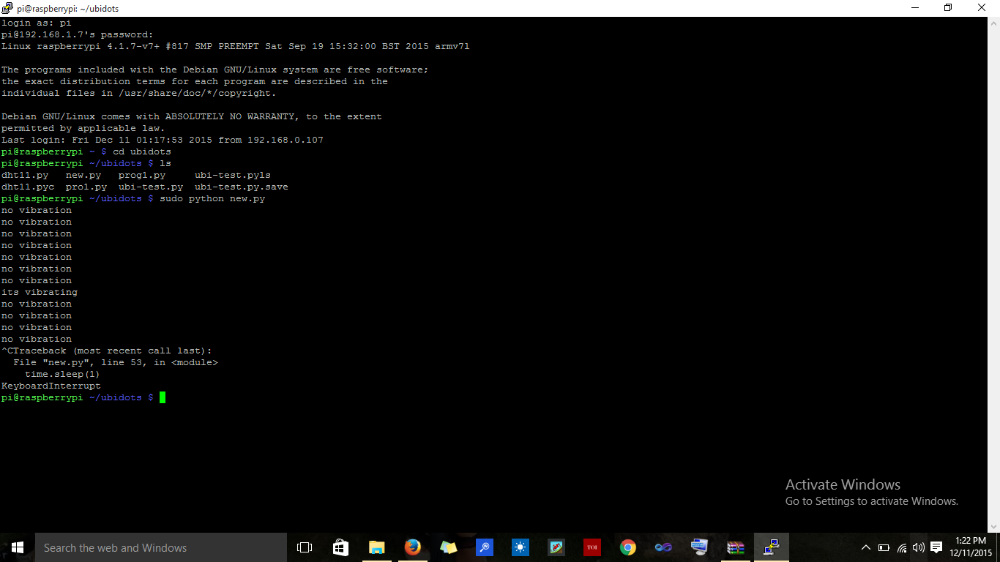 pi@raspberrypi: ~/ubidots
login as: pi
pi@192.168.1.7's password:
Linux raspberrypi 4.1.7-v7+ #817 SMP PREEMPT Sat Sep 19 15:32:00 BST 2015 armv7l
The programs included with the Debian GNU/Linux system are free software;
the exact distribution terms for each program are described in the
individual files in /usr/share/doc/*/copyright.
Debian GNU/Linux comes with ABSOLUTELY NO WARRANTY, to the extent
permitted by applicable law.
Last login: Fri Dec 11 01:17:53 2015 from 192.168.0.107
pi@raspberrypi ~ $ cd ubidots
pi@raspberrypi ~/ubidots $ ls
dht11.py   new.py   prog1.py     ubi-test.pyls
dht11.pyc  pro1.py  ubi-test.py  ubi-test.py.save
pi@raspberrypi ~/ubidots $ sudo python new.py
no vibration
no vibration
no vibration
no vibration
no vibration
no vibration
no vibration
its vibrating
no vibration
no vibration
no vibration
no vibration
^CTraceback (most recent call last):
  File "new.py", line 53, in <module>
    time.sleep(1)
KeyboardInterrupt
pi@raspberrypi ~/ubidots $
Activate Windows
Go to Settings to activate Windows.
Search the web and Windows
TOI
1:22 PM
12/11/2015